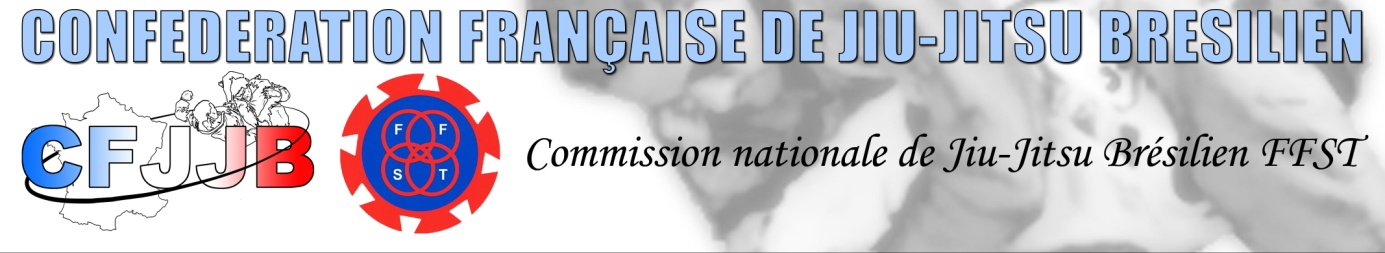 CONFEDERATION FRANÇAISE DE JIU-JITSU BRESILIEN
CFJJB
F F
S T
Commission nationale de Jiu-Jitsu Brésilien FFST